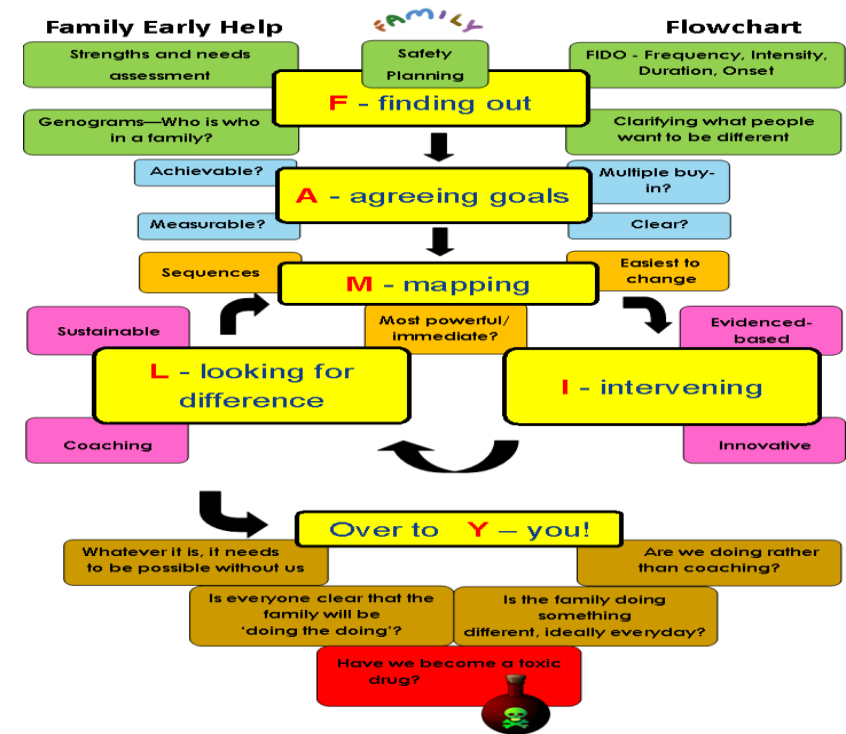 Family Early Help
FAMILY
Flowchart
Strengths and needs
assessment
Safety
Planning
FIDO - Frequency, Intensity,
Duration, Onset
F - finding out
Genograms—Who is who
in a family?
Clarifying what people
want to be different
Achievable?
Multiple buy-
in?
A - agreeing goals
Measurable?
Clear?
Sequences
Easiest to
change
M - mapping
Sustainable
Most powerful/
immediate?
Evidenced-
based
L - looking for
difference
I - intervening
Coaching
Innovative
Over to Y – you!
Whatever it is, it needs
to be possible without us
Are we doing rather
than coaching?
Is everyone clear that the
family will be
‘doing the doing’?
Is the family doing
something
different, ideally everyday?
Have we become a toxic
drug?